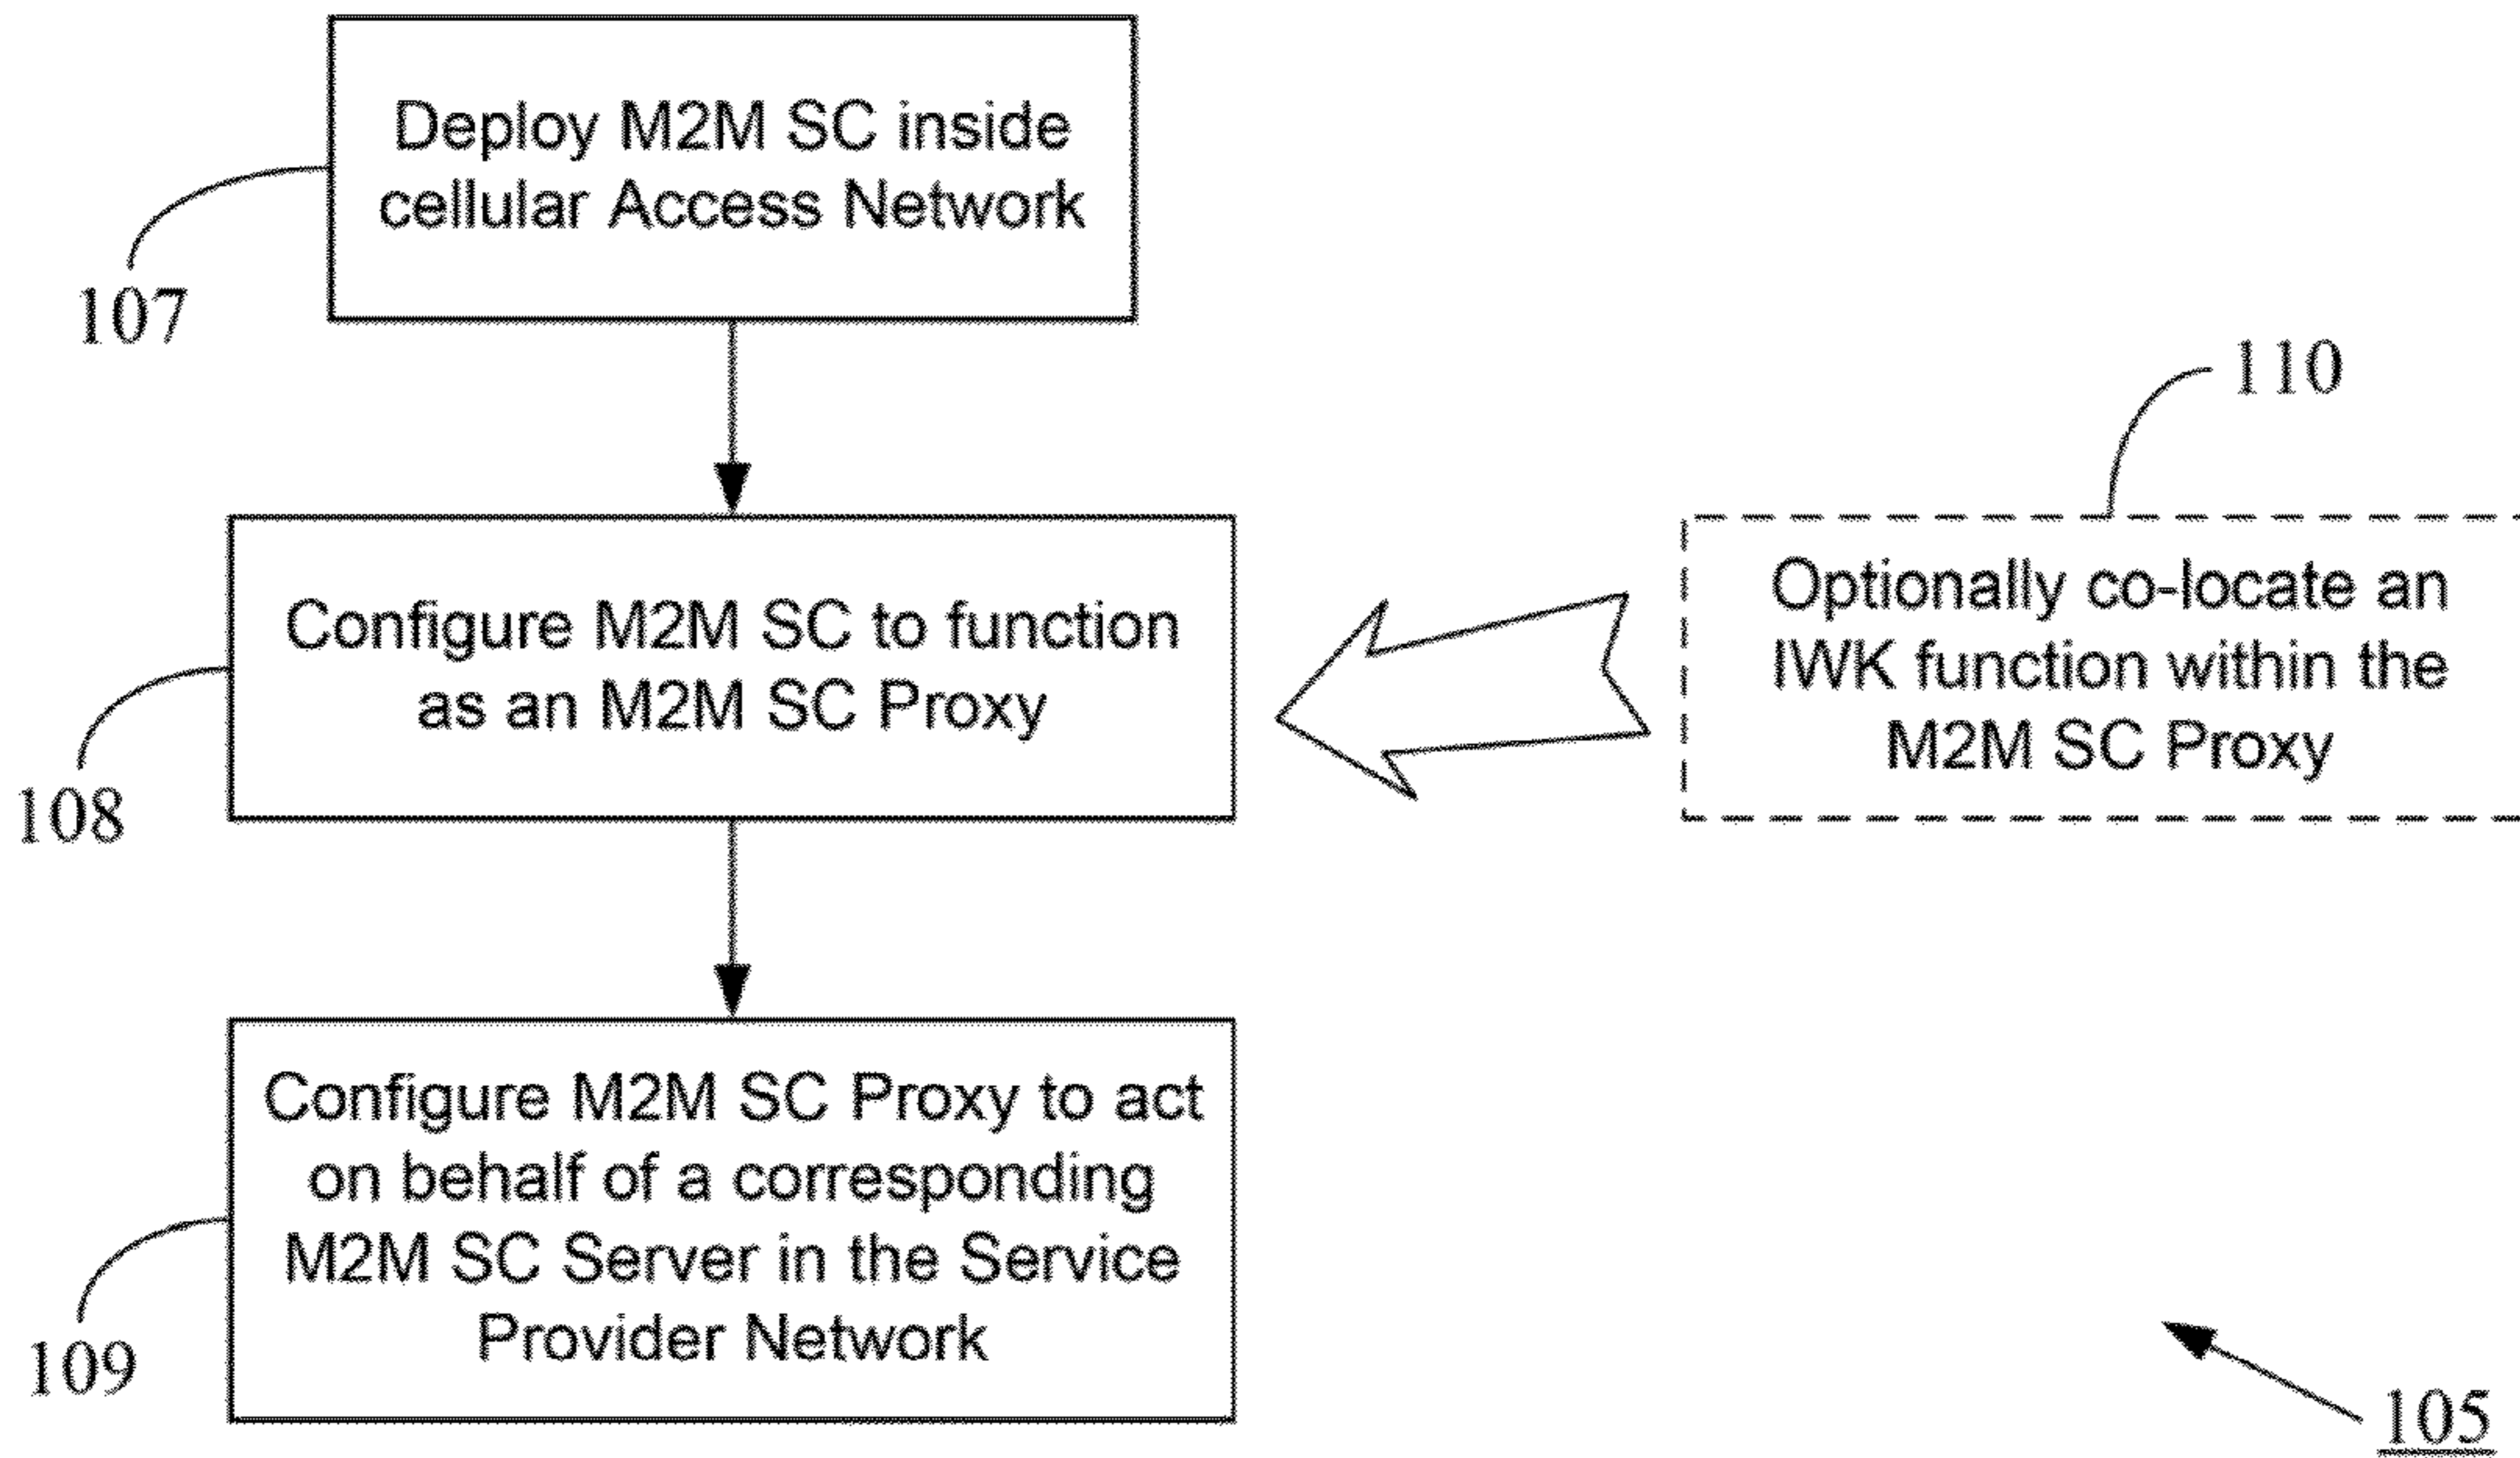 Deploy M2M SC inside
cellular Access Network
107
110
Configure M2M SC to function
as an M2M SC Proxy
108
Optionally co-locate an
IWK function within the
M2M SC Proxy
Configure M2M SC Proxy to act
on behalf of a corresponding
M2M SC Server in the Service
Provider Network
109
105